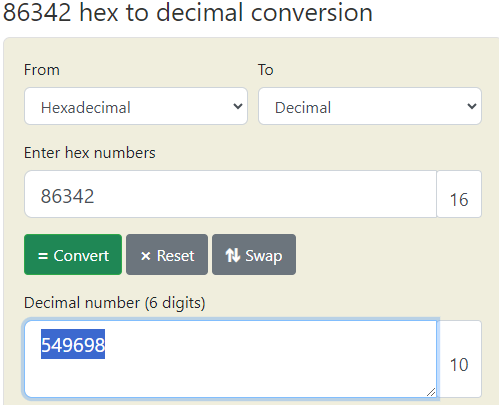 86342 hex to decimal conversion
From To
Hexadecimal Decimal
Enter hex numbers
86342 16
= Convert × Reset Swap
Decimal number (6 digits)
549698
10